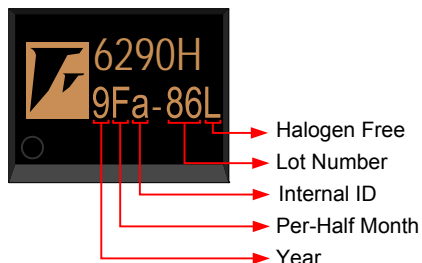 6290H
9Fa-86L
Halogen Free
Lot Number
Internal ID
Per-Half Month
Year